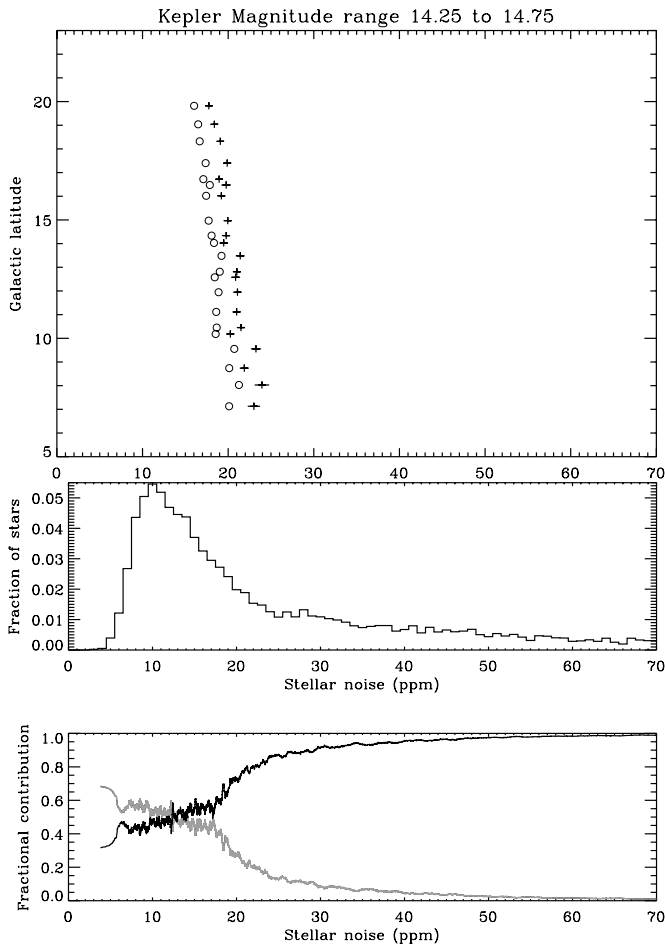 Kepler Magnitude range 14.25 to 14.75
Galactic latitude
20
15
10
5
0 10 20 30 40 50 60 70
Fraction of stars
0.05
0.04
0.03
0.02
0.01
0.00
0 10 20 30 40 50 60 70
Stellar noise (ppm)
Fractional contribution
1.0
0.8
0.6
0.4
0.2
0.0
0 10 20 30 40 50 60 70
Stellar noise (ppm)